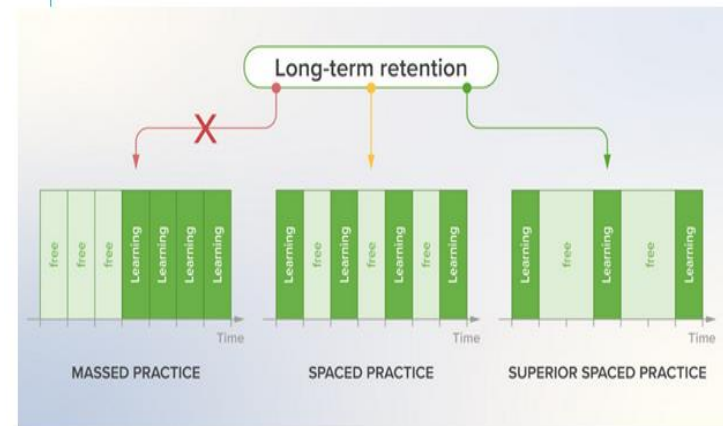 Long-term retention
X
free
free
free
Learning
Learning
Learning
Learning
Time
MASSED PRACTICE
Learning
free
Learning
free
Learning
free
Learning
Time
SPACED PRACTICE
Learning
free
Learning
free
Learning
Time
SUPERIOR SPACED PRACTICE